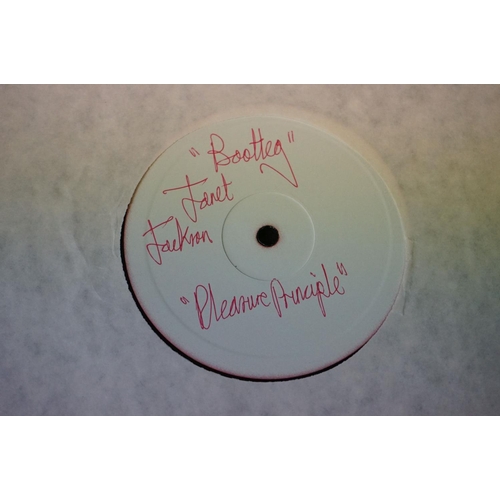 "Bootleg"
Janet
Jackson
"Pleasure Principle"